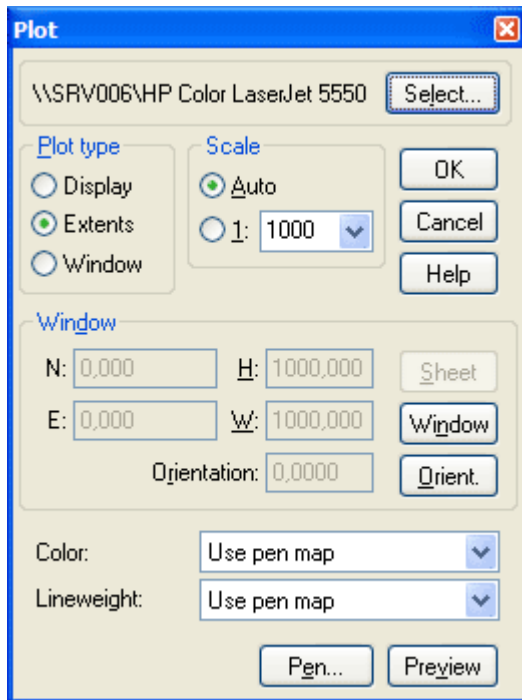 Plot
\\SRV006\HP Color LaserJet 5550 Select...
Plot type
Display
Extents
Window
Scale
Auto
1: 1000
OK
Cancel
Help
Window
N: 0,000 H: 1000,000 Sheet
E: 0,000 W: 1000,000 Window
Orientation: 0,0000 Orient.
Color: Use pen map
Lineweight: Use pen map
Pen... Preview